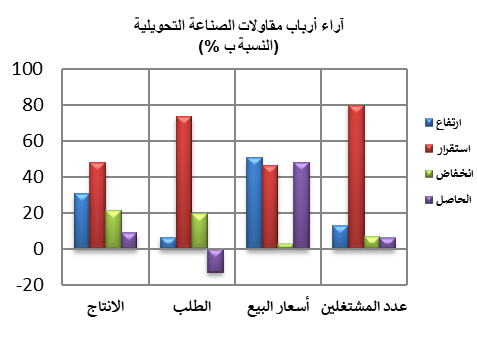 آراء أرباب مقاولات الصناعة التحويلية
(النسبة ب %)
100
80
60
40
20
0
-20
ارتفاع
استقرار
انخفاض
الحاصل
الانتاج
الطلب
أسعار البيع
عدد المشتغلين